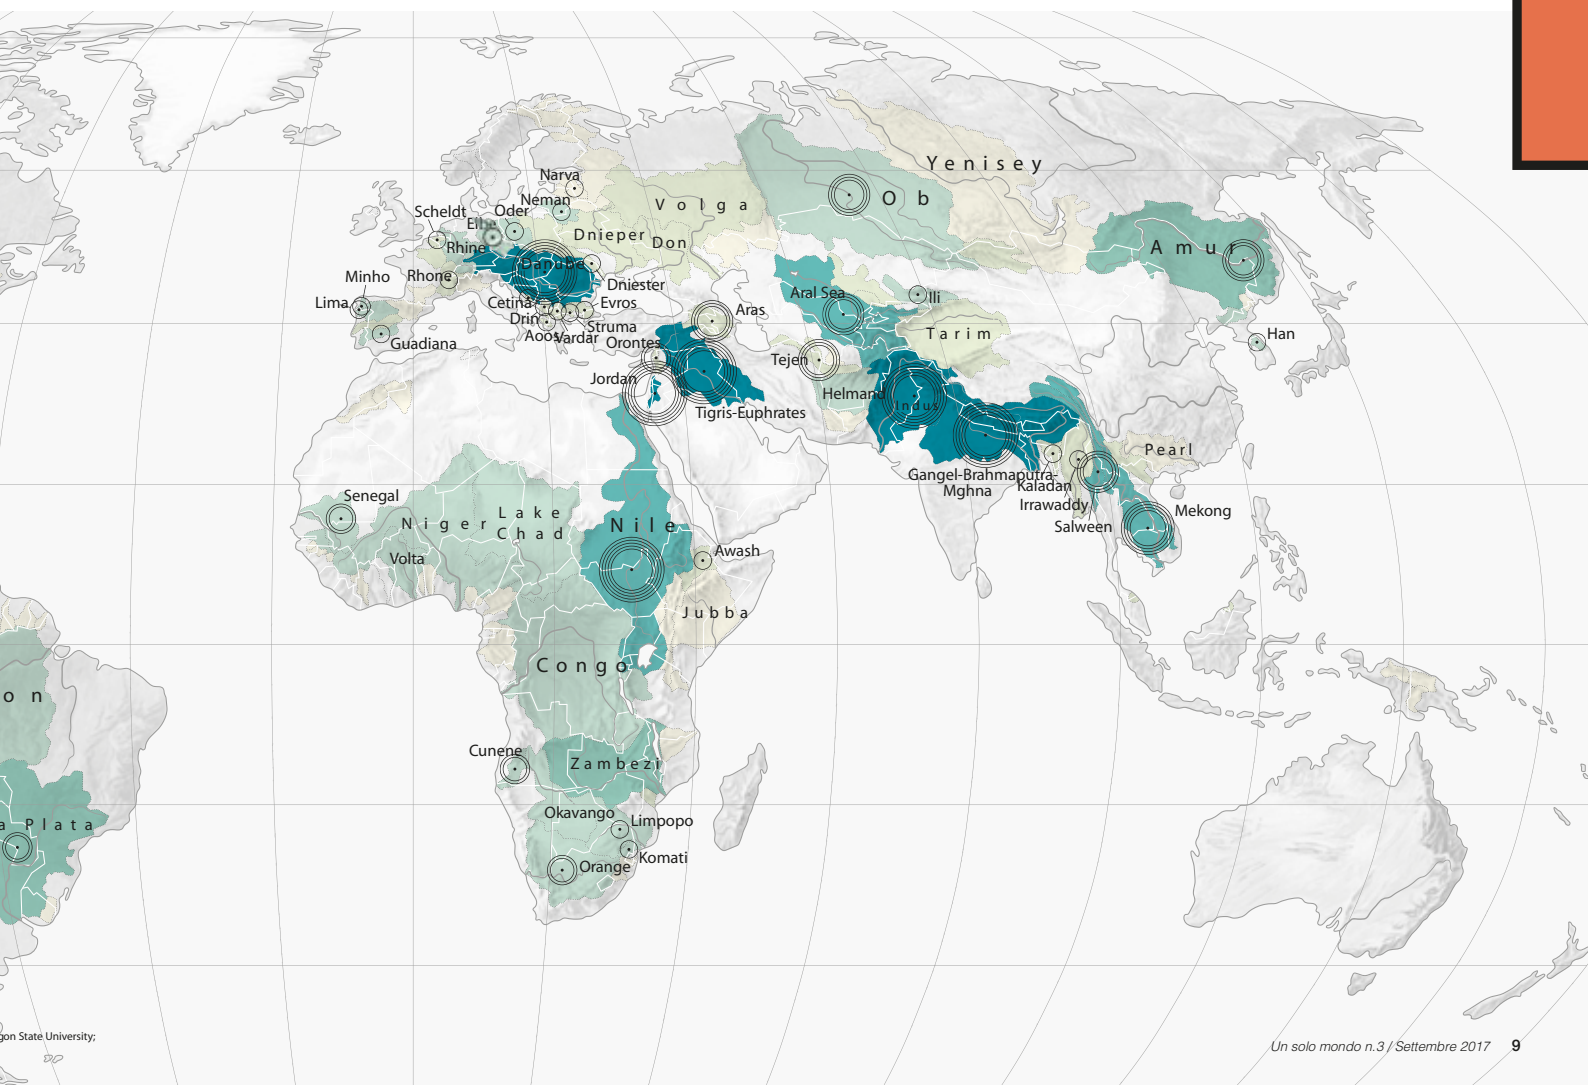 Yenisey
Narva
Volga
Ob
Neman
Scheldt
Oder
Elbe
Dnieper
Don
Rhine
Amur
Danube
Minho
Rhone
Dniester
Lima
Cetina
Evros
Aral Sea
Ili
Drin
Aras
Struma
Aoos
Vardar
Orontes
Tarim
Han
Guadiana
Tejen
Jordan
Helmand
Indus
Tigris-Euphrates
Pearl
Gangel-Brahmaputra-
Mghna
Kaladan
Irrawaddy
Salween
Mekong
Senegal
Niger
Lake
Chad
Nile
Volta
Awash
Jubba
Congo
on
Cunene
Zambezi
Okavango
Limpopo
a Plata
Komati
Orange
gon State University;
Un solo mondo n.3 / Settembre 2017 9